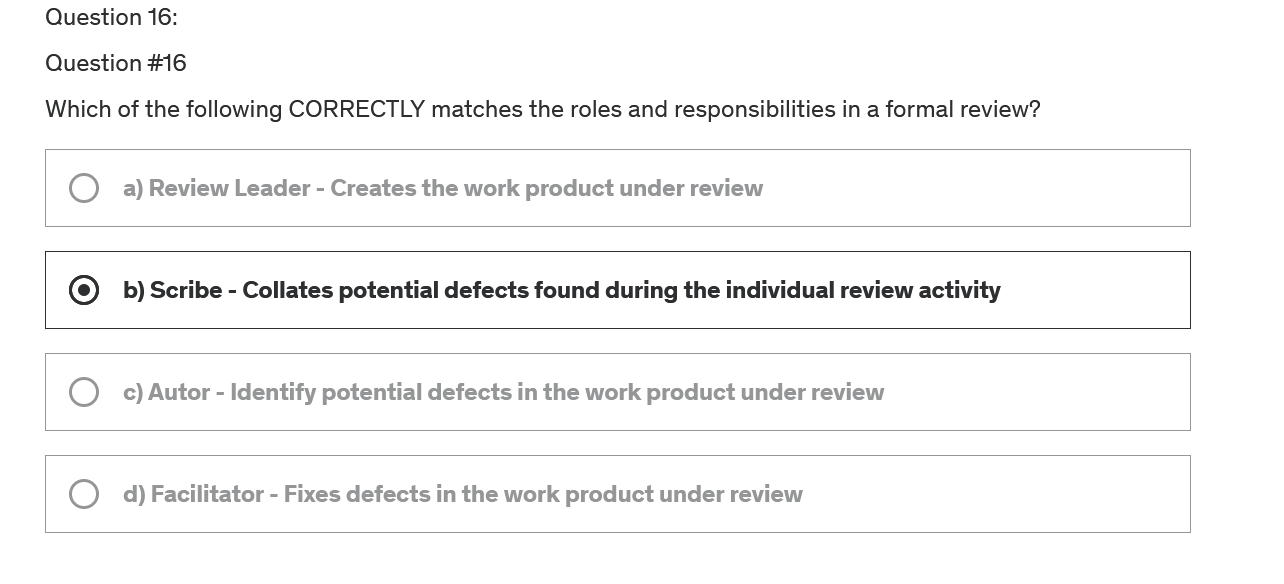 Question 16:
Question #16
Which of the following CORRECTLY matches the roles and responsibilities in a formal review?
a) Review Leader - Creates the work product under review
b) Scribe - Collates potential defects found during the individual review activity
c) Autor - Identify potential defects in the work product under review
d) Facilitator - Fixes defects in the work product under review